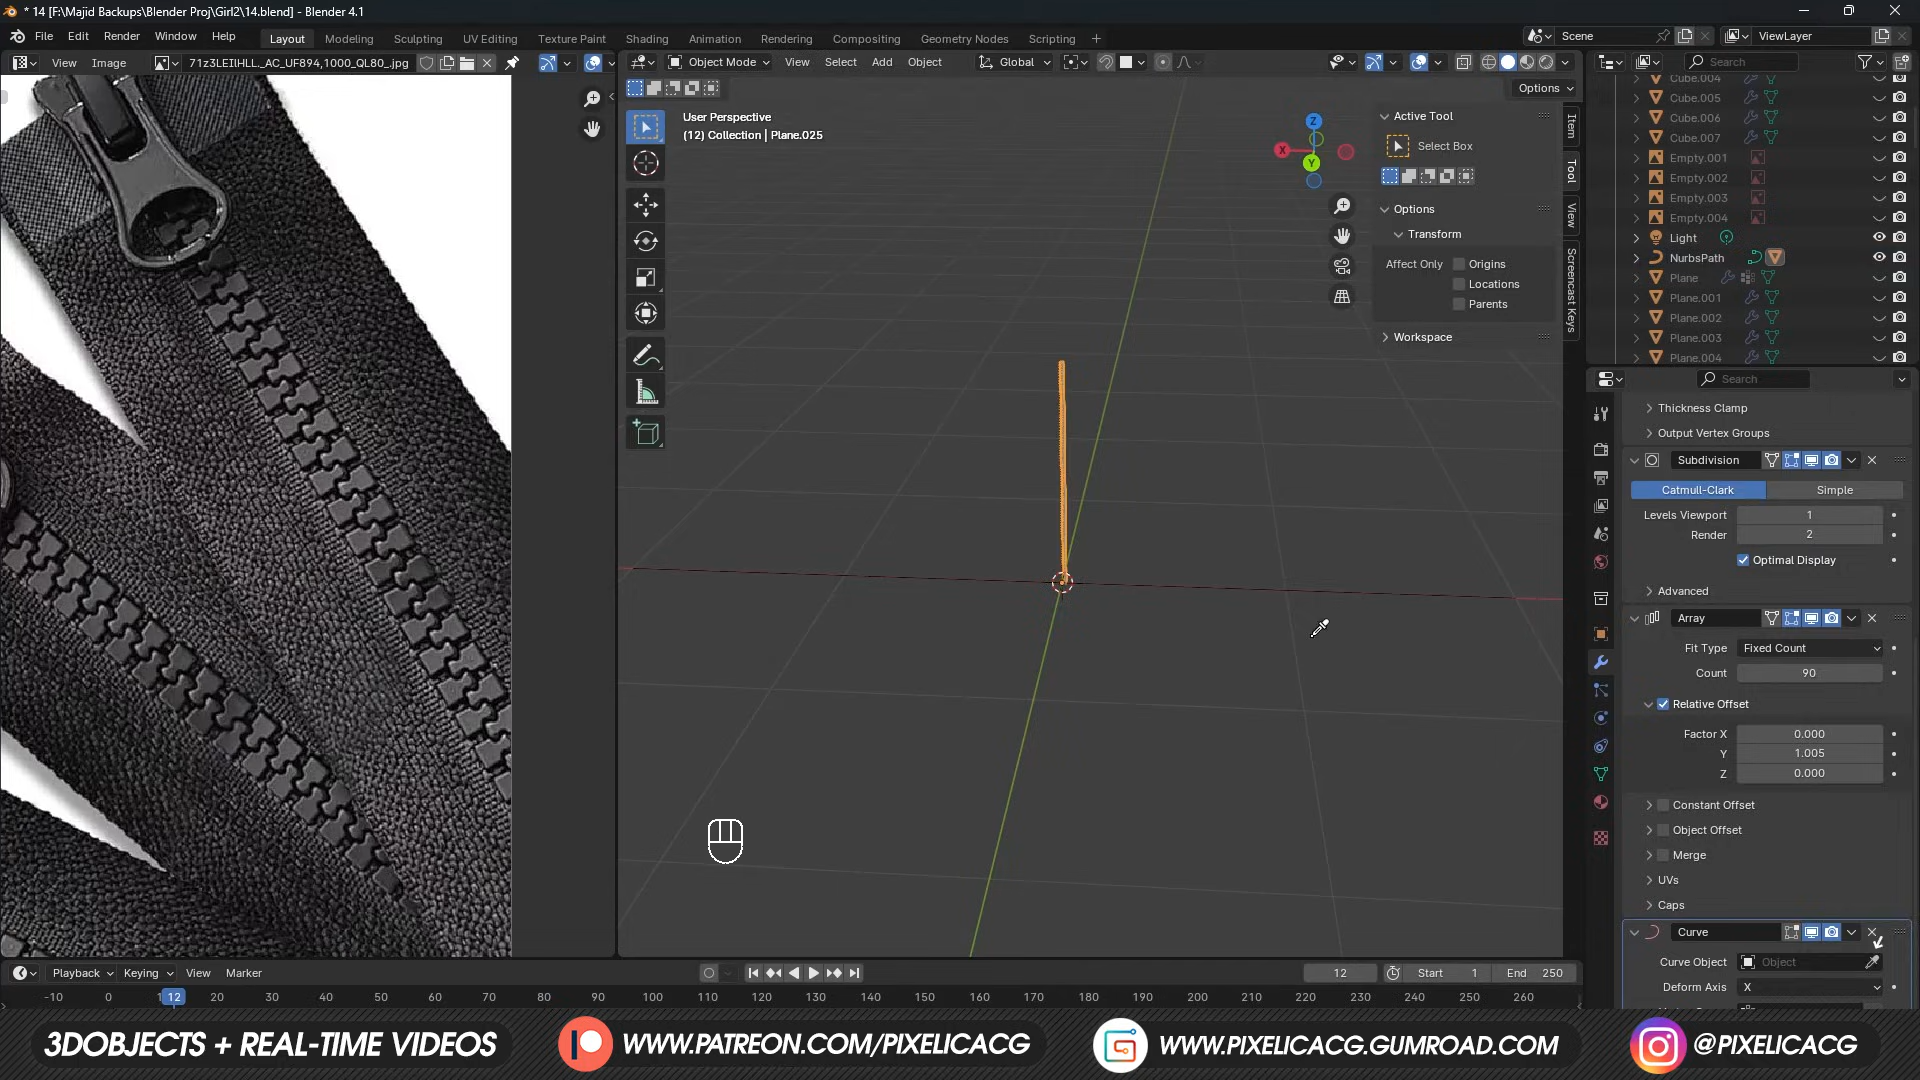 * 14 [F:\Majid Backups\Blender Proj\Girl2\14.blend] - Blender 4.1
File Edit Render Window Help
Layout Modeling Sculpting UV Editing Texture Paint Shading Animation Rendering Compositing Geometry Nodes Scripting +
Scene
ViewLayer
View Image
71z3LEIlHLL._AC_UF894,1000_QL80_.jpg
Object Mode View Select Add Object
Global
Search
Options
User Perspective
(12) Collection | Plane.025
Z
X
Y
Active Tool
Select Box
Options
Transform
Affect Only Origins
Locations
Parents
Workspace
Item
Tool
View
Screencast Keys
Cube.004
Cube.005
Cube.006
Cube.007
Empty.001
Empty.002
Empty.003
Empty.004
Light
NurbsPath
Plane
Plane.001
Plane.002
Plane.003
Plane.004
Search
Thickness Clamp
Output Vertex Groups
Subdivision
Catmull-Clark Simple
Levels Viewport 1
Render 2
Optimal Display
Advanced
Array
Fit Type Fixed Count
Count 90
Relative Offset
Factor X 0.000
Y 1.005
Z 0.000
Constant Offset
Object Offset
Merge
UVs
Caps
Curve
Curve Object Object
Deform Axis X
Playback Keying View Marker
12 Start 1 End 250
-10 0 12 20 30 40 50 60 70 80 90 100 110 120 130 140 150 160 170 180 190 200 210 220 230 240 250 260
3DOBJECTS + REAL-TIME VIDEOS
WWW.PATREON.COM/PIXELICACG
WWW.PIXELICACG.GUMROAD.COM
@PIXELICACG